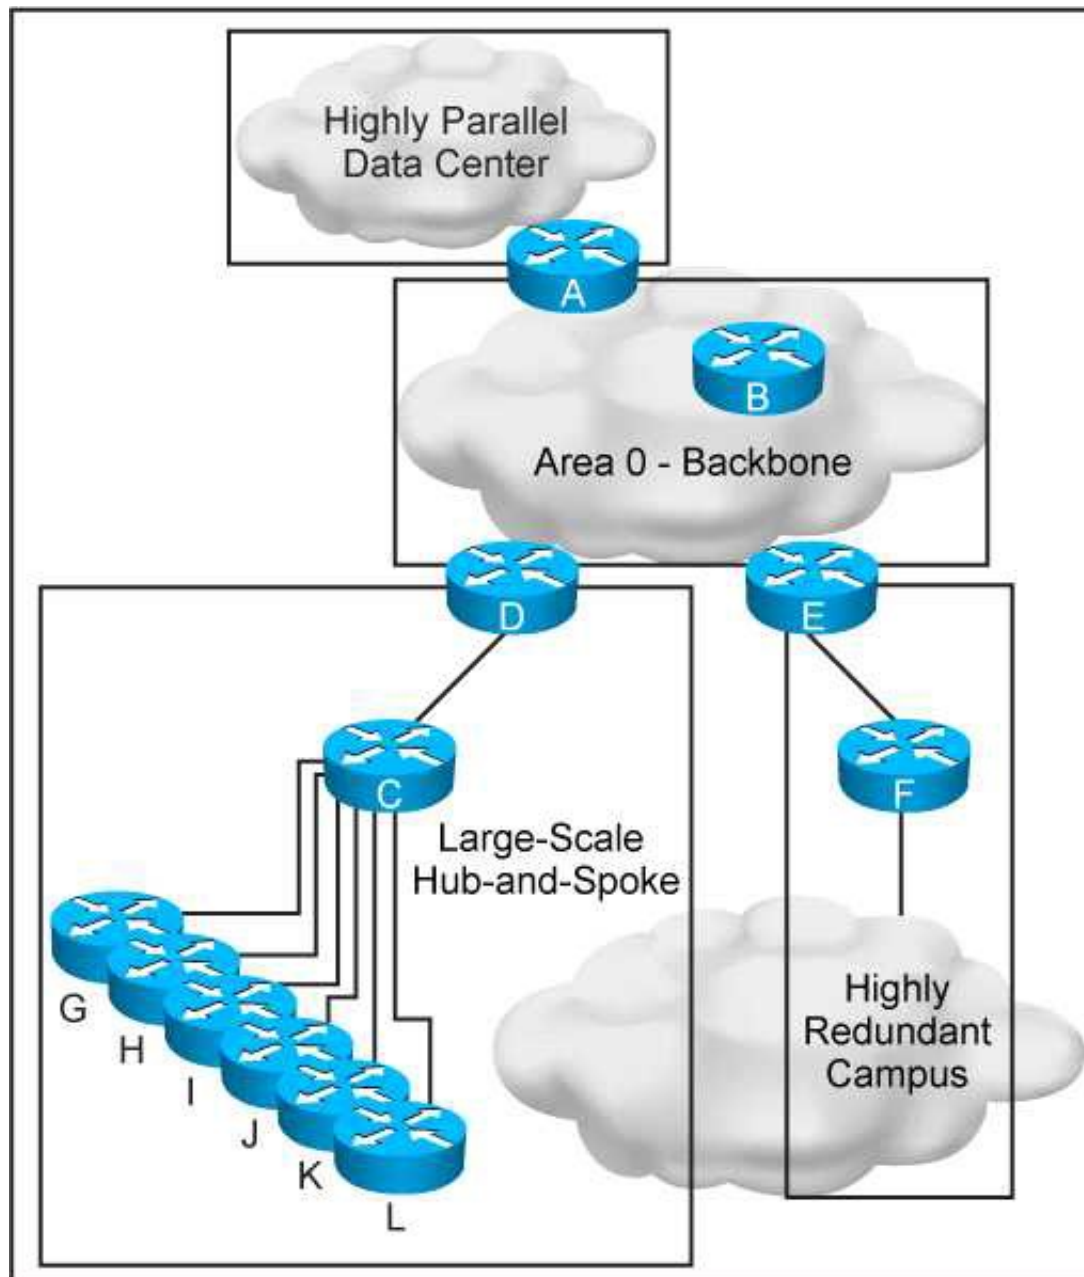 Highly Parallel
Data Center
A
B
Area 0 - Backbone
D
E
C
F
Large-Scale
Hub-and-Spoke
G
H
I
J
K
L
Highly
Redundant
Campus